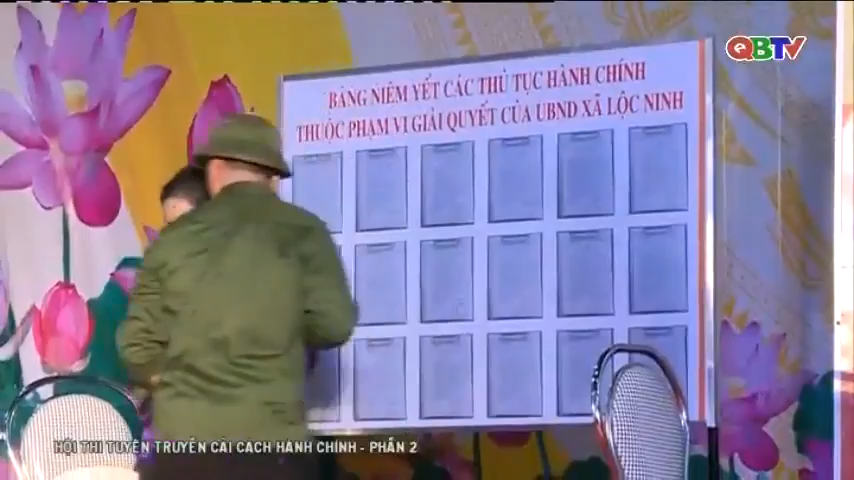 QBTV
BẢNG NIÊM YẾT CÁC THỦ TỤC HÀNH CHÍNH
THUỘC PHẠM VI GIẢI QUYẾT CỦA UBND XÃ LỘC NINH
HỘI THI TUYÊN TRUYỀN CẢI CÁCH HÀNH CHÍNH - PHẦN 2